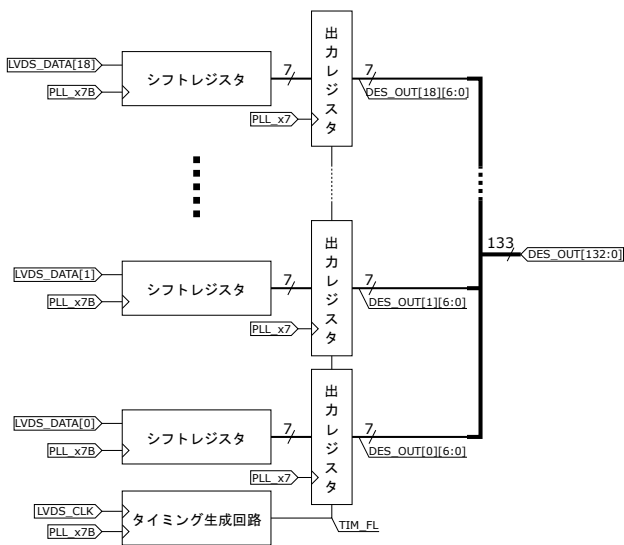 LVDS_DATA[18]
シフトレジスタ
PLL_x7B
7
出力レジスタ
PLL_x7
7
DES_OUT[18][6:0]
LVDS_DATA[1]
シフトレジスタ
PLL_x7B
7
出力レジスタ
PLL_x7
7
DES_OUT[1][6:0]
133
DES_OUT[132:0]
LVDS_DATA[0]
シフトレジスタ
PLL_x7B
7
出力レジスタ
PLL_x7
7
DES_OUT[0][6:0]
LVDS_CLK
タイミング生成回路
PLL_x7B
TIM_FL